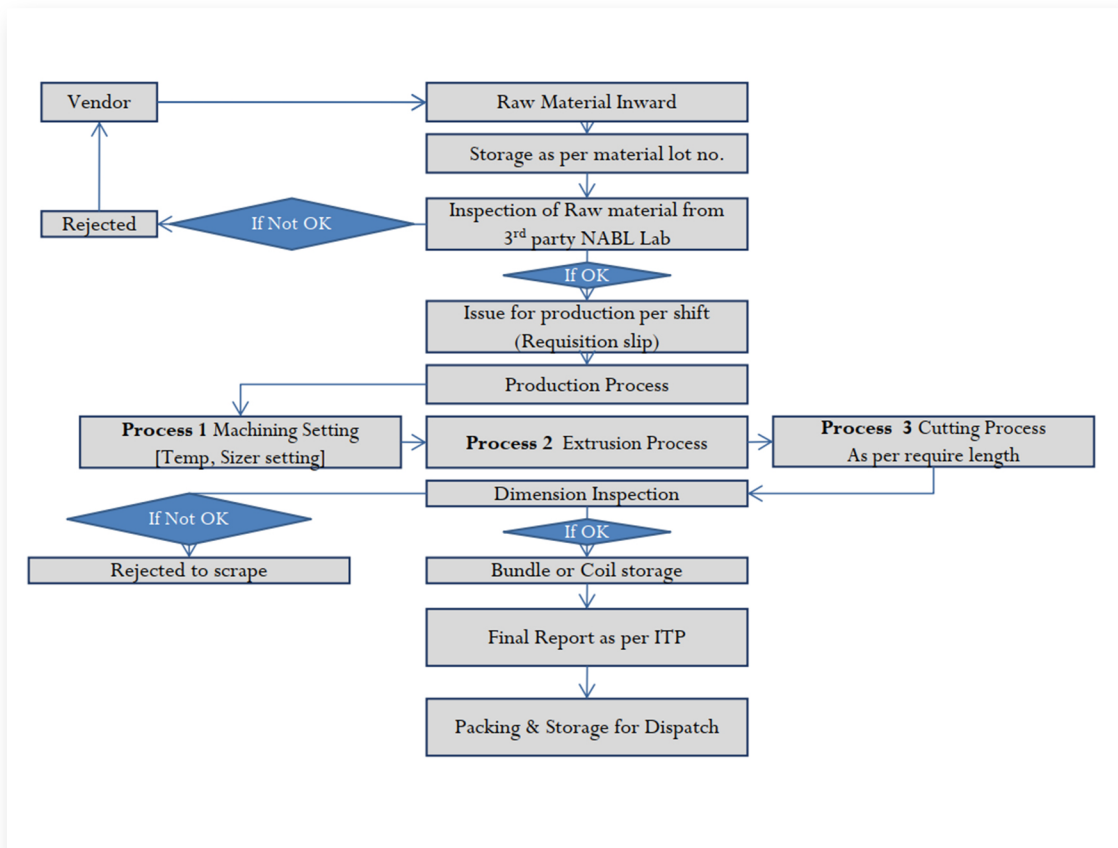 Vendor
Raw Material Inward
Storage as per material lot no.
Rejected
If Not OK
Inspection of Raw material from
3rd party NABL Lab
If OK
Issue for production per shift
(Requisition slip)
Production Process
Process 1 Machining Setting
[Temp, Sizer setting]
Process 2 Extrusion Process
Process 3 Cutting Process
As per require length
Dimension Inspection
If Not OK
If OK
Rejected to scrape
Bundle or Coil storage
Final Report as per ITP
Packing & Storage for Dispatch